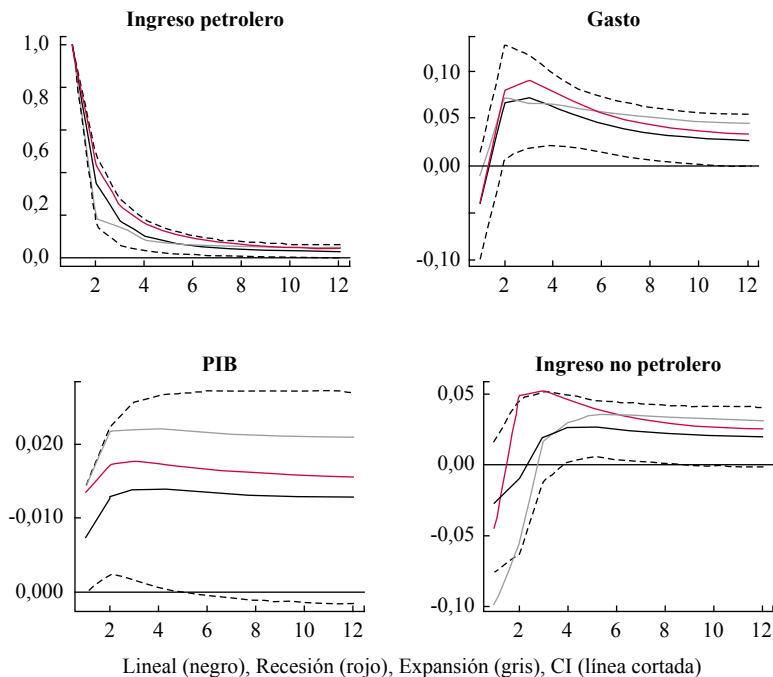 Ingreso petrolero
1,0
0,8
0,6
0,2
0,0
2 4 6 8 10 12
Gasto
0,10
0,05
0,00
-0,10
2 4 6 8 10 12
PIB
0,020
-0,010
0,000
2 4 6 8 10 12
Ingreso no petrolero
0,05
0,00
-0,05
-0,10
2 4 6 8 10 12
Lineal (negro), Recesión (rojo), Expansión (gris), CI (línea cortada)